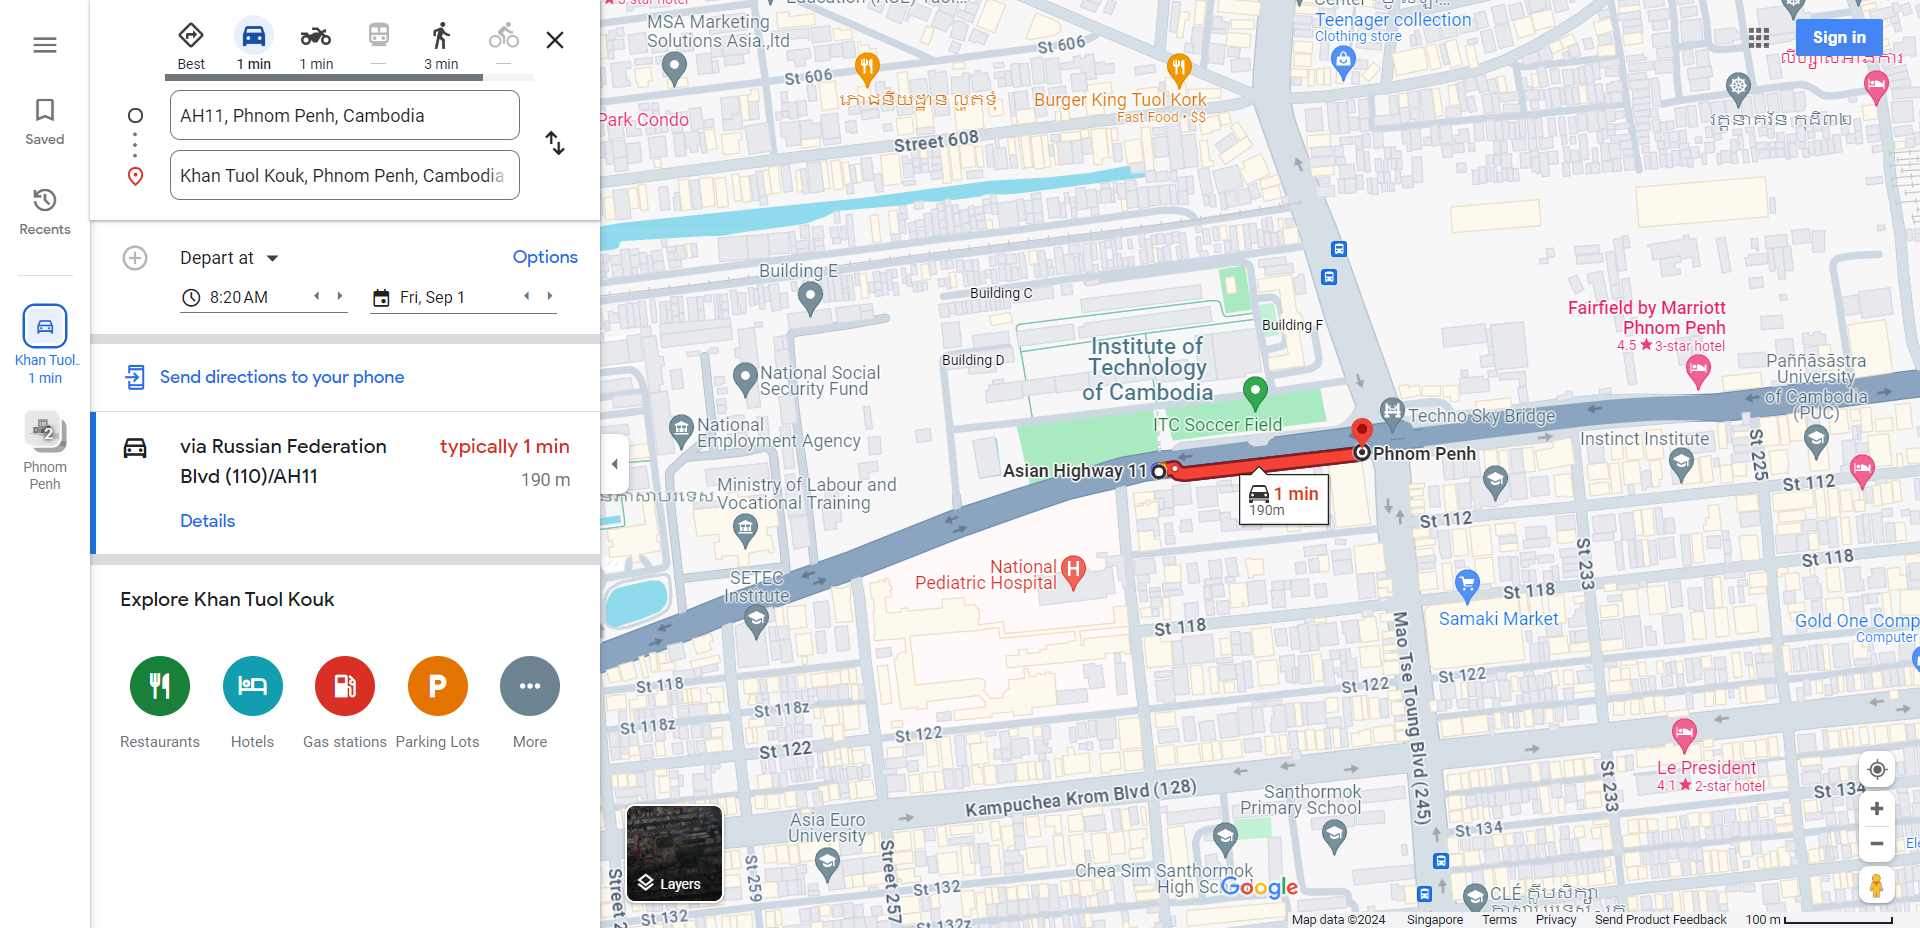 Best
1 min
1 min
3 min
AH11, Phnom Penh, Cambodia
Khan Tuol Kouk, Phnom Penh, Cambodia
Saved
Recents
Khan Tuol..
1 min
2
Phnom
Penh
Depart at
Options
8:20 AM
Fri, Sep 1
Send directions to your phone
via Russian Federation
Blvd (110)/AH11
typically 1 min
190 m
Details
Explore Khan Tuol Kouk
Restaurants
Hotels
Gas stations
Parking Lots
More
Layers
Sign in
MSA Marketing
Solutions Asia.,ltd
St 606
St 606
Teenager collection
Clothing store
Burger King Tuol Kork
Fast Food • $$
Park Condo
Street 608
វត្តនាគវ័ន កុដិ៣២
Building E
Building C
Building F
Building D
Institute of
Technology
of Cambodia
National Social
Security Fund
National
Employment Agency
ITC Soccer Field
Fairfield by Marriott
Phnom Penh
4.5 ★ 3-star hotel
Paññāsāstra
University
of Cambodia
(PUC)
Techno Sky Bridge
Instinct Institute
Phnom Penh
Asian Highway 11
1 min
190m
Ministry of Labour and
Vocational Training
St 225
St 112
St 112
National
Pediatric Hospital
SETEC
Institute
St 233
St 118
St 118
St 118
Samaki Market
Gold One Comp
Computer
Mao Tse Toung Blvd (245)
St 118
St 118z
St 118z
St 122
St 122
St 122
St 122
Kampuchea Krom Blvd (128)
Le President
4.1 ★ 2-star hotel
St 233
St 134
St 134
Santhormok
Primary School
Asia Euro
University
St 259
Street 257
St 132
St 132
Chea Sim Santhormok
High
Google
CLÉ
Map data ©2024
Singapore
Terms
Privacy
Send Product Feedback
100 m